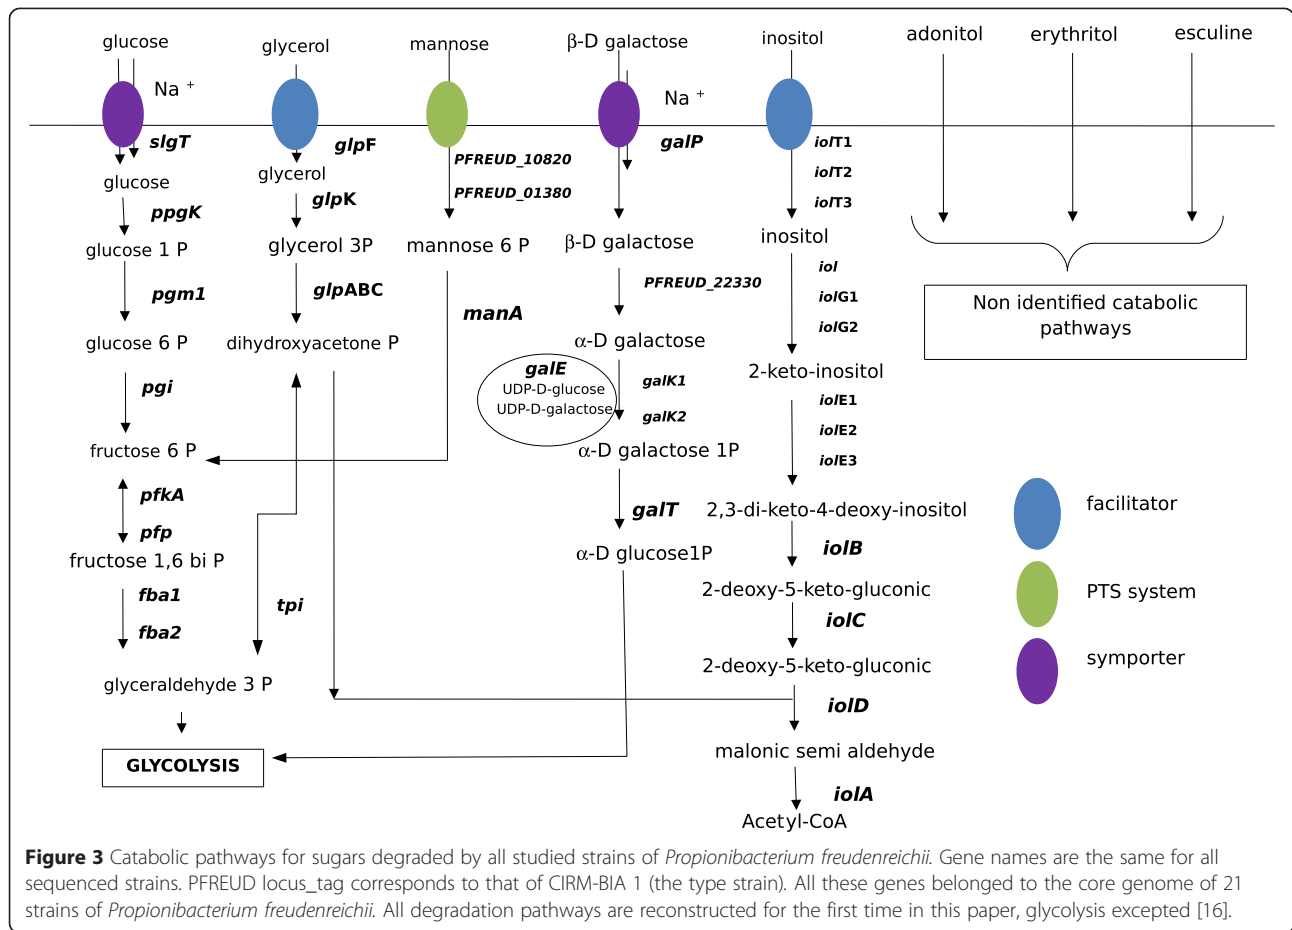 glucose
glycerol
mannose
β-D galactose
inositol
adonitol
erythritol
esculine
Na +
Na +
slgT
glpF
galP
iolT1
PFREUD_10820
iolT2
PFREUD_01380
iolT3
glucose
glycerol
ppgK
glpK
glucose 1 P
glycerol 3P
mannose 6 P
β-D galactose
inositol
pgm1
glpABC
manA
PFREUD_22330
iol
iolG1
iolG2
Non identified catabolic
pathways
glucose 6 P
dihydroxyacetone P
α-D galactose
2-keto-inositol
pgi
galE
UDP-D-glucose
UDP-D-galactose
galK1
galK2
iolE1
iolE2
iolE3
fructose 6 P
α-D galactose 1P
pfkA
pfp
galT
2,3-di-keto-4-deoxy-inositol
facilitator
iolB
fructose 1,6 bi P
α-D glucose1P
2-deoxy-5-keto-gluconic
PTS system
fba1
fba2
tpi
iolC
symporter
glyceraldehyde 3 P
2-deoxy-5-keto-gluconic
iolD
GLYCOLYSIS
malonic semi aldehyde
iolA
Acetyl-CoA
Figure 3 Catabolic pathways for sugars degraded by all studied strains of Propionibacterium freudenreichii. Gene names are the same for all
sequenced strains. PFREUD locus_tag corresponds to that of CIRM-BIA 1 (the type strain). All these genes belonged to the core genome of 21
strains of Propionibacterium freudenreichii. All degradation pathways are reconstructed for the first time in this paper, glycolysis excepted [16].